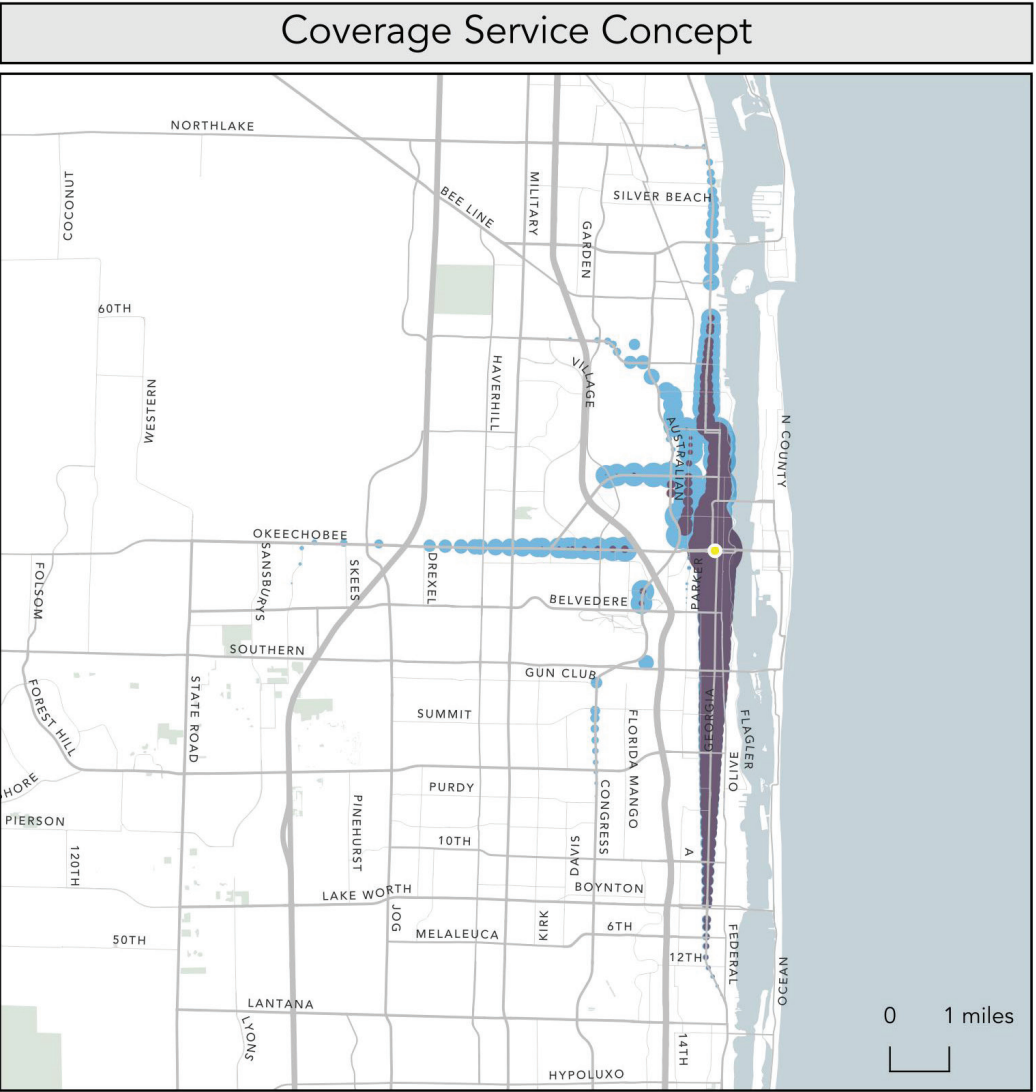 Coverage Service Concept
NORTHLAKE
COCONUT
BEE LINE
MILITARY
SILVER BEACH
GARDEN
60TH
HAVERHILL
VILLAGE
WESTERN
AUSTRALIAN
N COUNTY
OKEECHOBEE
SANSBURYS
SKEES
DREXEL
FOLSOM
PARKER
BELVEDERE
SOUTHERN
GUN CLUB
FOREST HILL
STATE ROAD
SUMMIT
FLORIDA MANGO
GEORGIA
FLAGLER
OLIVE
HORE
PURDY
PIERSON
PINEHURST
CONGRESS
120TH
10TH
DAVIS
A
LAKE WORTH
BOYNTON
JOG
KIRK
6TH
MELALEUCA
50TH
FEDERAL
12TH
OCEAN
LANTANA
0 1 miles
LYONS
14TH
HYPOLUXO